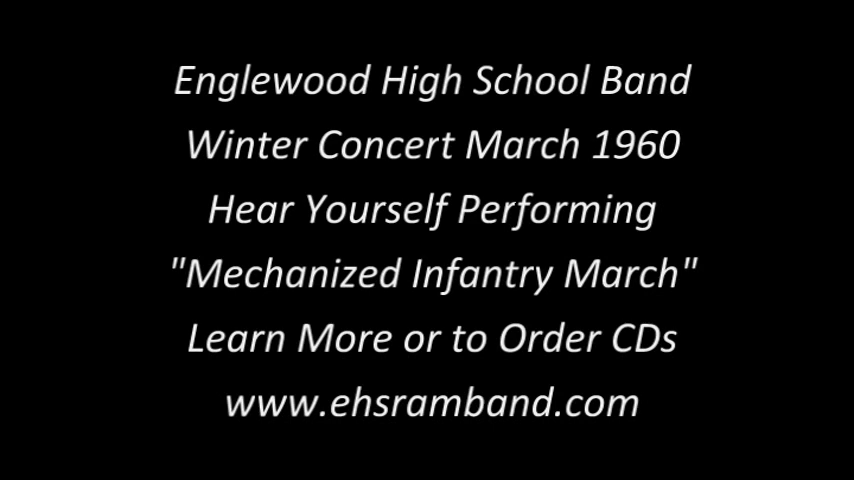 Englewood High School Band
Winter Concert March 1960
Hear Yourself Performing
"Mechanized Infantry March"
Learn More or to Order CDs
www.ehsramband.com